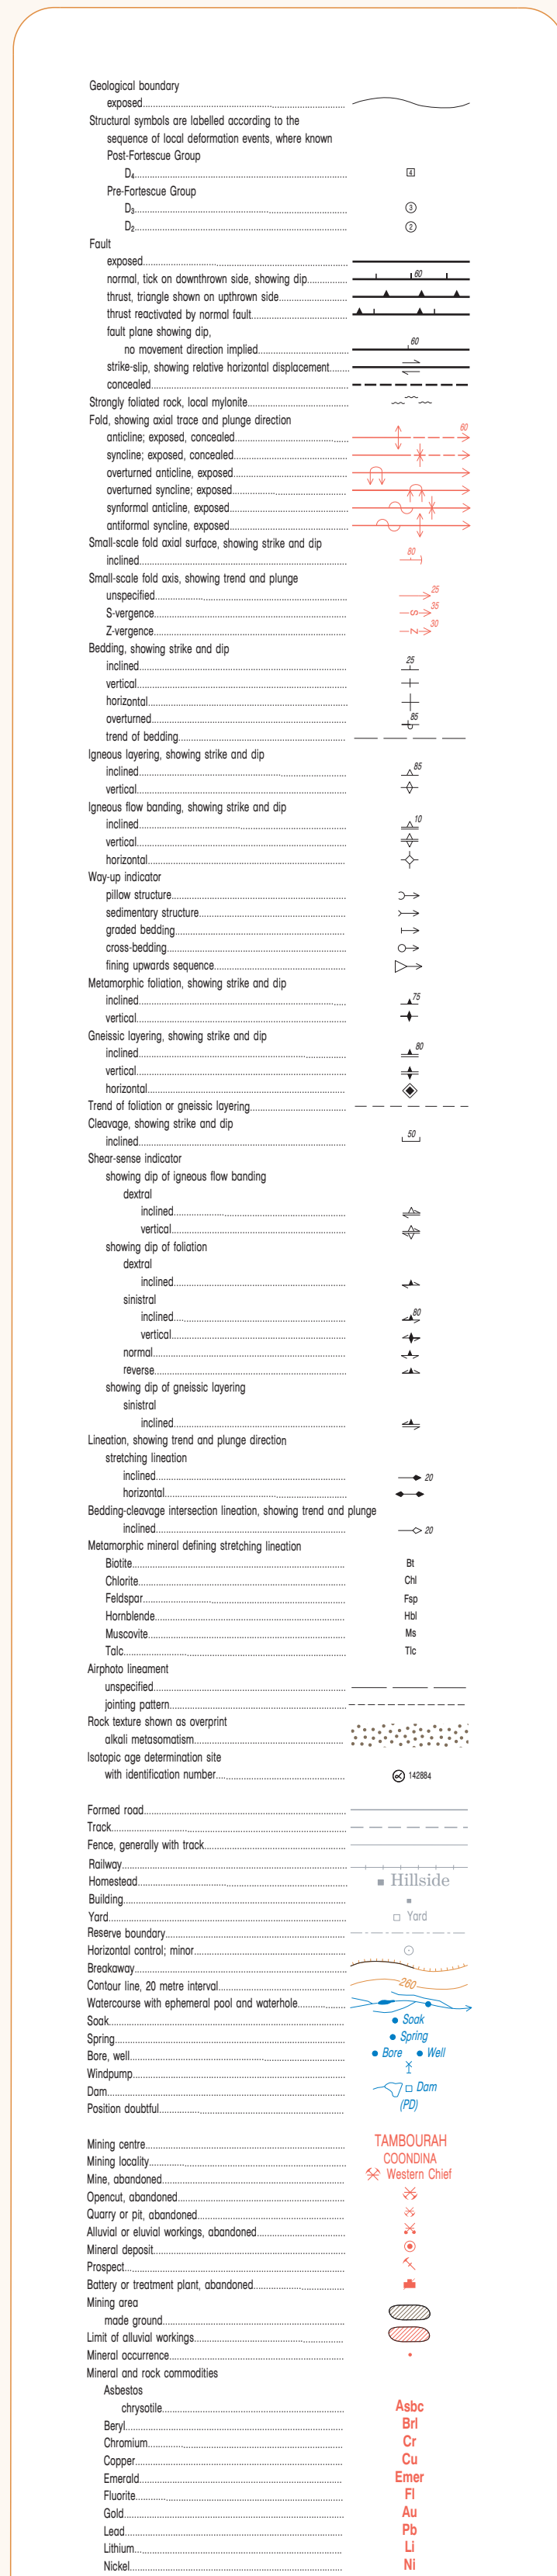 Geological boundary
exposed
Structural symbols are labelled according to the
sequence of local deformation events, where known
Post-Fortescue Group
D4 4
Pre-Fortescue Group
D3 3
D2 2
Fault
exposed
normal, tick on downthrown side, showing dip 60
thrust, triangle shown on upthrown side
thrust reactivated by normal fault
fault plane showing dip,
no movement direction implied 60
strike-slip, showing relative horizontal displacement
concealed
Strongly foliated rock, local mylonite
Fold, showing axial trace and plunge direction
anticline; exposed, concealed 60
syncline; exposed, concealed
overturned anticline, exposed
overturned syncline; exposed
synformal anticline, exposed
antiformal syncline, exposed
Small-scale fold axial surface, showing strike and dip
inclined 80
Small-scale fold axis, showing trend and plunge
unspecified 25
S-vergence S 35
Z-vergence Z 30
Bedding, showing strike and dip
inclined 25
vertical
horizontal
overturned 85
trend of bedding
Igneous layering, showing strike and dip
inclined 85
vertical
Igneous flow banding, showing strike and dip
inclined 10
vertical
horizontal
Way-up indicator
pillow structure
sedimentary structure
graded bedding
cross-bedding
fining upwards sequence
Metamorphic foliation, showing strike and dip
inclined 75
vertical
Gneissic layering, showing strike and dip
inclined 80
vertical
horizontal
Trend of foliation or gneissic layering
Cleavage, showing strike and dip
inclined 50
Shear-sense indicator
showing dip of igneous flow banding
dextral
inclined
vertical
showing dip of foliation
dextral
inclined
sinistral
inclined 80
vertical
normal
reverse
showing dip of gneissic layering
sinistral
inclined
Lineation, showing trend and plunge direction
stretching lineation
inclined 20
horizontal
Bedding-cleavage intersection lineation, showing trend and plunge
inclined 20
Metamorphic mineral defining stretching lineation
Biotite Bt
Chlorite Chl
Feldspar Fsp
Hornblende Hbl
Muscovite Ms
Talc Tlc
Airphoto lineament
unspecified
jointing pattern
Rock texture shown as overprint
alkali metasomatism
Isotopic age determination site
with identification number 142884
Formed road
Track
Fence, generally with track
Railway
Homestead Hillside
Building
Yard Yard
Reserve boundary
Horizontal control; minor
Breakaway
Contour line, 20 metre interval 260
Watercourse with ephemeral pool and waterhole
Soak Soak
Spring Spring
Bore, well Bore Well
Windpump
Dam Dam
Position doubtful (PD)
Mining centre TAMBOURAH
Mining locality COONDINA
Mine, abandoned Western Chief
Opencut, abandoned
Quarry or pit, abandoned
Alluvial or eluvial workings, abandoned
Mineral deposit
Prospect
Battery or treatment plant, abandoned
Mining area
made ground
Limit of alluvial workings
Mineral occurrence
Mineral and rock commodities
Asbestos
chrysotile Asbc
Beryl Brl
Chromium Cr
Copper Cu
Emerald Emer
Fluorite Fl
Gold Au
Lead Pb
Lithium Li
Nickel Ni